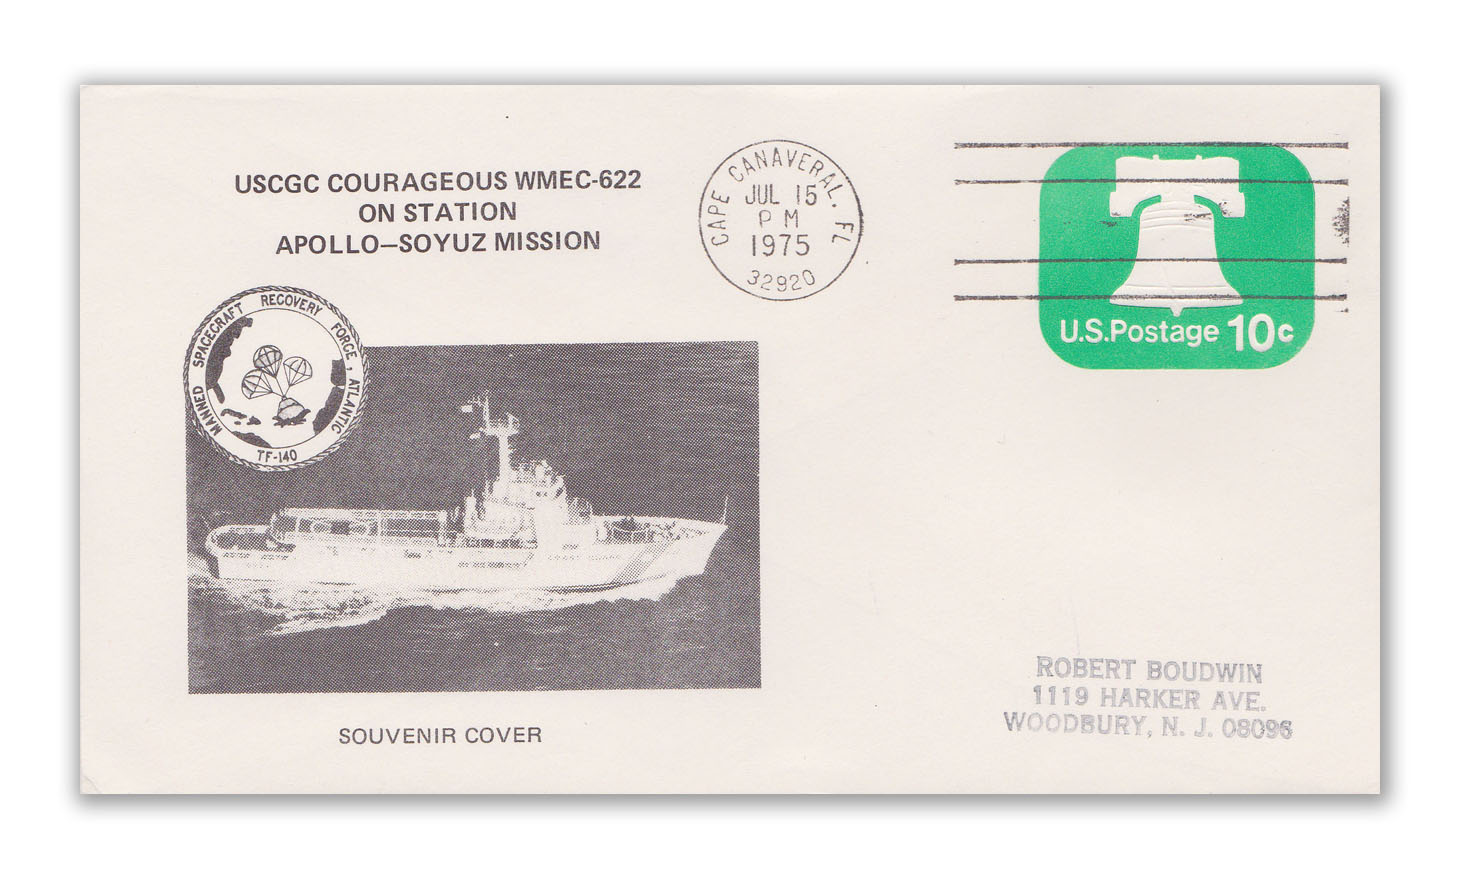 USCGC COURAGEOUS WMEC-622
ON STATION
APOLLO—SOYUZ MISSION
MANNED SPACECRAFT RECOVERY FORCE, ATLANTIC
TF-140
SOUVENIR COVER
CAPE CANAVERAL, FL
JUL 15
PM
1975
32920
U.S.Postage 10c
ROBERT BOUDWIN
1119 HARKER AVE.
WOODBURY, N. J. 08096